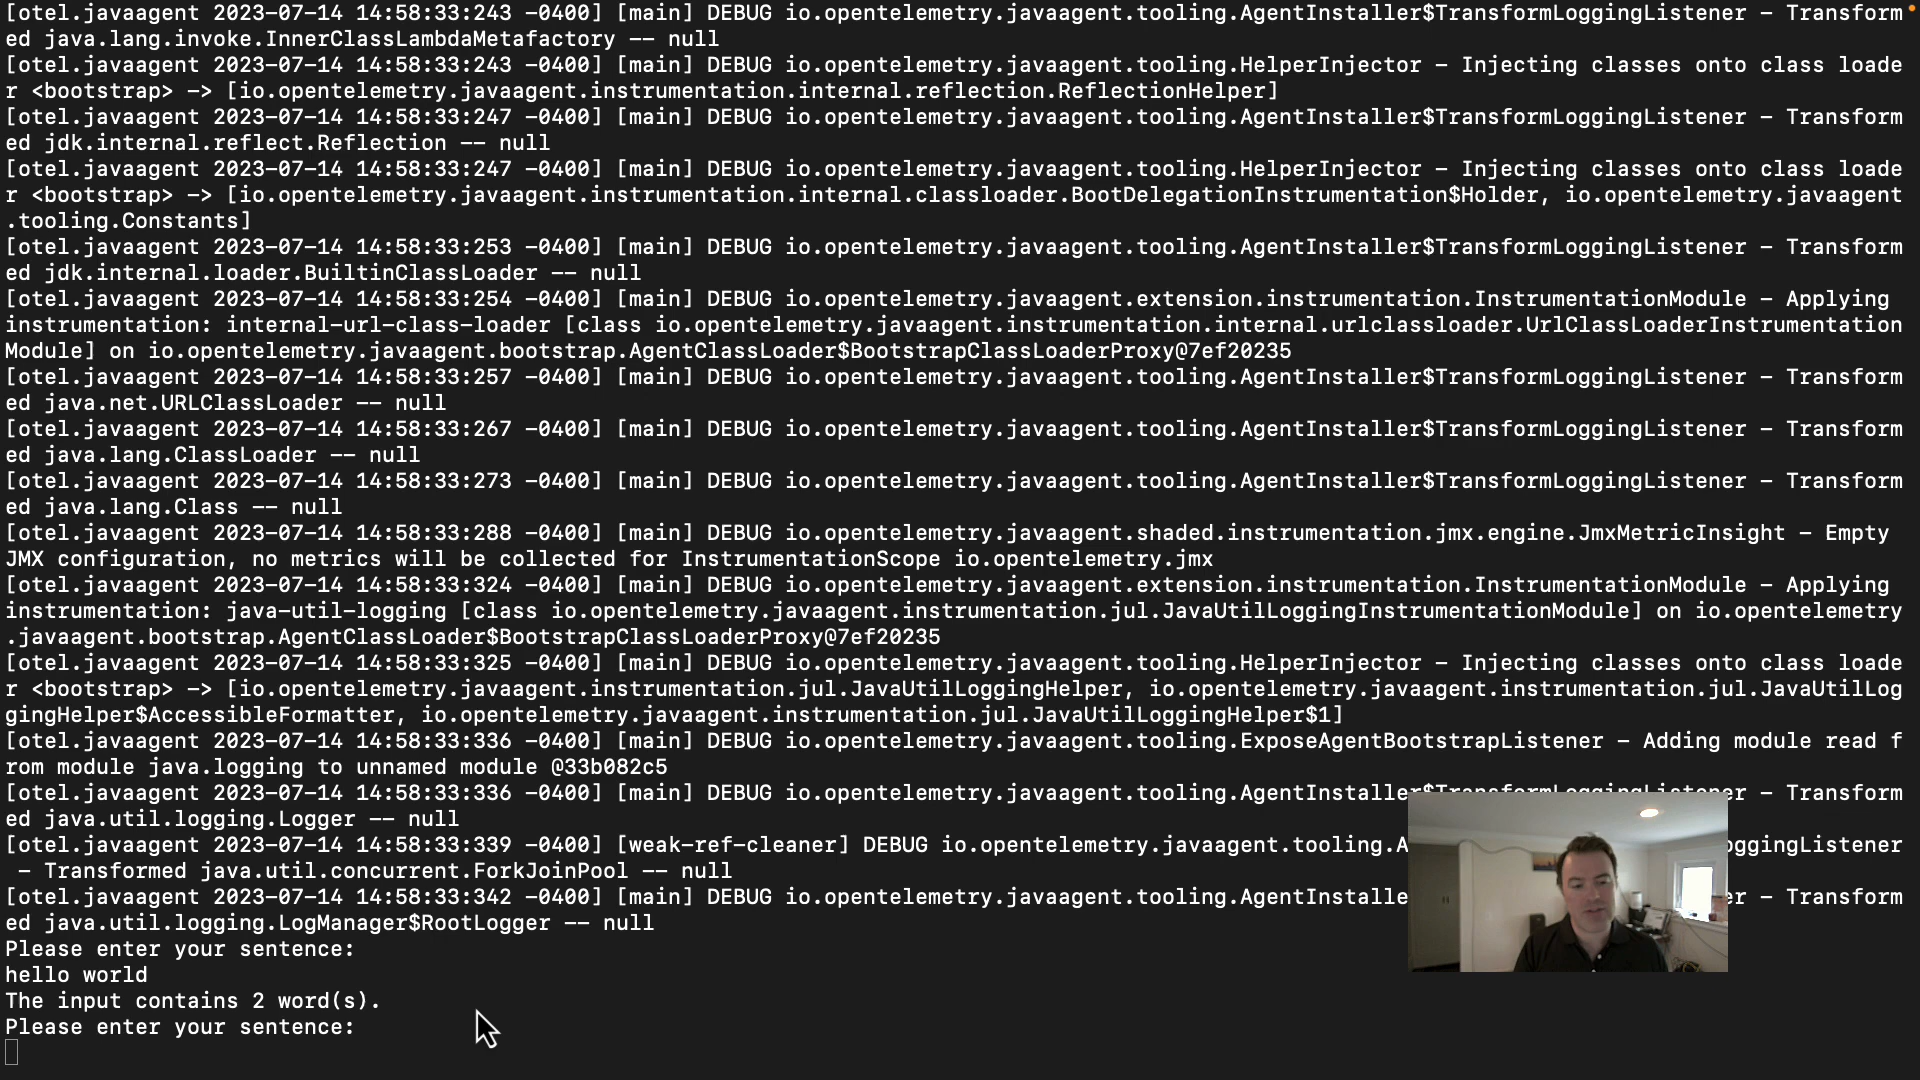 [otel.javaagent 2023-07-14 14:58:33:243 -0400] [main] DEBUG io.opentelemetry.javaagent.tooling.AgentInstaller$TransformLoggingListener - Transform
ed java.lang.invoke.InnerClassLambdaMetafactory -- null
[otel.javaagent 2023-07-14 14:58:33:243 -0400] [main] DEBUG io.opentelemetry.javaagent.tooling.HelperInjector - Injecting classes onto class loade
r <bootstrap> -> [io.opentelemetry.javaagent.instrumentation.internal.reflection.ReflectionHelper]
[otel.javaagent 2023-07-14 14:58:33:247 -0400] [main] DEBUG io.opentelemetry.javaagent.tooling.AgentInstaller$TransformLoggingListener - Transform
ed jdk.internal.reflect.Reflection -- null
[otel.javaagent 2023-07-14 14:58:33:247 -0400] [main] DEBUG io.opentelemetry.javaagent.tooling.HelperInjector - Injecting classes onto class loade
r <bootstrap> -> [io.opentelemetry.javaagent.instrumentation.internal.classloader.BootDelegationInstrumentation$Holder, io.opentelemetry.javaagent
.tooling.Constants]
[otel.javaagent 2023-07-14 14:58:33:253 -0400] [main] DEBUG io.opentelemetry.javaagent.tooling.AgentInstaller$TransformLoggingListener - Transform
ed jdk.internal.loader.BuiltinClassLoader -- null
[otel.javaagent 2023-07-14 14:58:33:254 -0400] [main] DEBUG io.opentelemetry.javaagent.extension.instrumentation.InstrumentationModule - Applying
instrumentation: internal-url-class-loader [class io.opentelemetry.javaagent.instrumentation.internal.urlclassloader.UrlClassLoaderInstrumentation
Module] on io.opentelemetry.javaagent.bootstrap.AgentClassLoader$BootstrapClassLoaderProxy@7ef20235
[otel.javaagent 2023-07-14 14:58:33:257 -0400] [main] DEBUG io.opentelemetry.javaagent.tooling.AgentInstaller$TransformLoggingListener - Transform
ed java.net.URLClassLoader -- null
[otel.javaagent 2023-07-14 14:58:33:267 -0400] [main] DEBUG io.opentelemetry.javaagent.tooling.AgentInstaller$TransformLoggingListener - Transform
ed java.lang.ClassLoader -- null
[otel.javaagent 2023-07-14 14:58:33:273 -0400] [main] DEBUG io.opentelemetry.javaagent.tooling.AgentInstaller$TransformLoggingListener - Transform
ed java.lang.Class -- null
[otel.javaagent 2023-07-14 14:58:33:288 -0400] [main] DEBUG io.opentelemetry.javaagent.shaded.instrumentation.jmx.engine.JmxMetricInsight - Empty
JMX configuration, no metrics will be collected for InstrumentationScope io.opentelemetry.jmx
[otel.javaagent 2023-07-14 14:58:33:324 -0400] [main] DEBUG io.opentelemetry.javaagent.extension.instrumentation.InstrumentationModule - Applying
instrumentation: java-util-logging [class io.opentelemetry.javaagent.instrumentation.jul.JavaUtilLoggingInstrumentationModule] on io.opentelemetry
.javaagent.bootstrap.AgentClassLoader$BootstrapClassLoaderProxy@7ef20235
[otel.javaagent 2023-07-14 14:58:33:325 -0400] [main] DEBUG io.opentelemetry.javaagent.tooling.HelperInjector - Injecting classes onto class loade
r <bootstrap> -> [io.opentelemetry.javaagent.instrumentation.jul.JavaUtilLoggingHelper, io.opentelemetry.javaagent.instrumentation.jul.JavaUtilLog
gingHelper$AccessibleFormatter, io.opentelemetry.javaagent.instrumentation.jul.JavaUtilLoggingHelper$1]
[otel.javaagent 2023-07-14 14:58:33:336 -0400] [main] DEBUG io.opentelemetry.javaagent.tooling.ExposeAgentBootstrapListener - Adding module read f
rom module java.logging to unnamed module @33b082c5
[otel.javaagent 2023-07-14 14:58:33:336 -0400] [main] DEBUG io.opentelemetry.javaagent.tooling.AgentInstaller$TransformLoggingListener - Transform
ed java.util.logging.Logger -- null
[otel.javaagent 2023-07-14 14:58:33:339 -0400] [weak-ref-cleaner] DEBUG io.opentelemetry.javaagent.tooling.A oggingListener
- Transformed java.util.concurrent.ForkJoinPool -- null
[otel.javaagent 2023-07-14 14:58:33:342 -0400] [main] DEBUG io.opentelemetry.javaagent.tooling.AgentInstalle r - Transform
ed java.util.logging.LogManager$RootLogger -- null
Please enter your sentence:
hello world
The input contains 2 word(s).
Please enter your sentence: